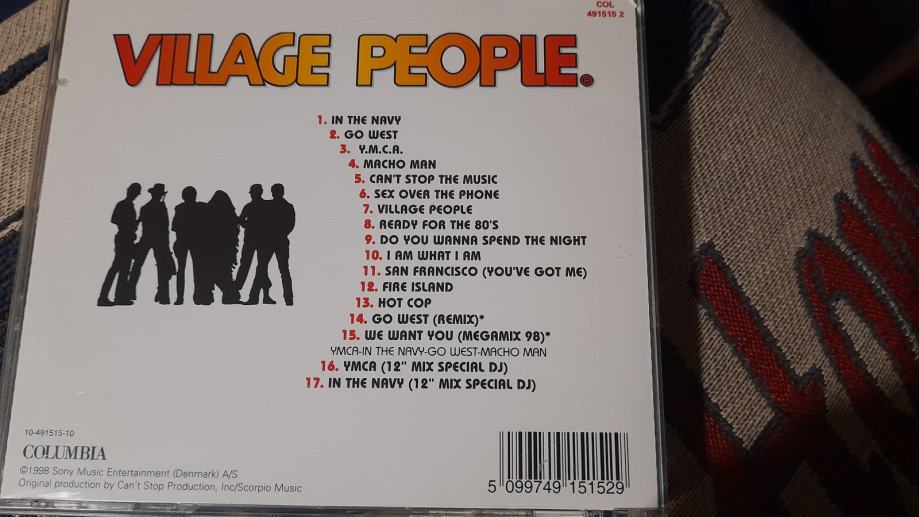 COL
491515 2
VILLAGE PEOPLE®
1. IN THE NAVY
2. GO WEST
3. Y.M.C.A.
4. MACHO MAN
5. CAN'T STOP THE MUSIC
6. SEX OVER THE PHONE
7. VILLAGE PEOPLE
8. READY FOR THE 80'S
9. DO YOU WANNA SPEND THE NIGHT
10. I AM WHAT I AM
11. SAN FRANCISCO (YOU'VE GOT ME)
12. FIRE ISLAND
13. HOT COP
14. GO WEST (REMIX)*
15. WE WANT YOU (MEGAMIX 98)*
YMCA-IN THE NAVY-GO WEST-MACHO MAN
16. YMCA (12" MIX SPECIAL DJ)
17. IN THE NAVY (12" MIX SPECIAL DJ)
10-491515-10
COLUMBIA
©1998 Sony Music Entertainment (Denmark) A/S
Original production by Can't Stop Production, Inc/Scorpio Music
5 099749 151529